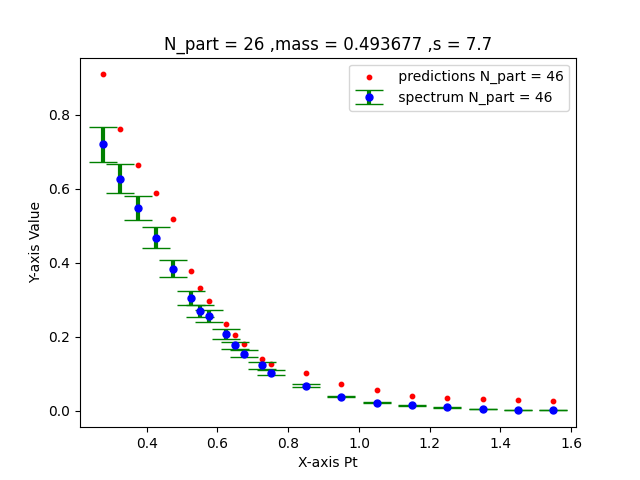 N_part = 26 ,mass = 0.493677 ,s = 7.7
predictions N_part = 46
spectrum N_part = 46
Y-axis Value
0.8
0.6
0.4
0.2
0.0
0.4 0.6 0.8 1.0 1.2 1.4 1.6
X-axis Pt